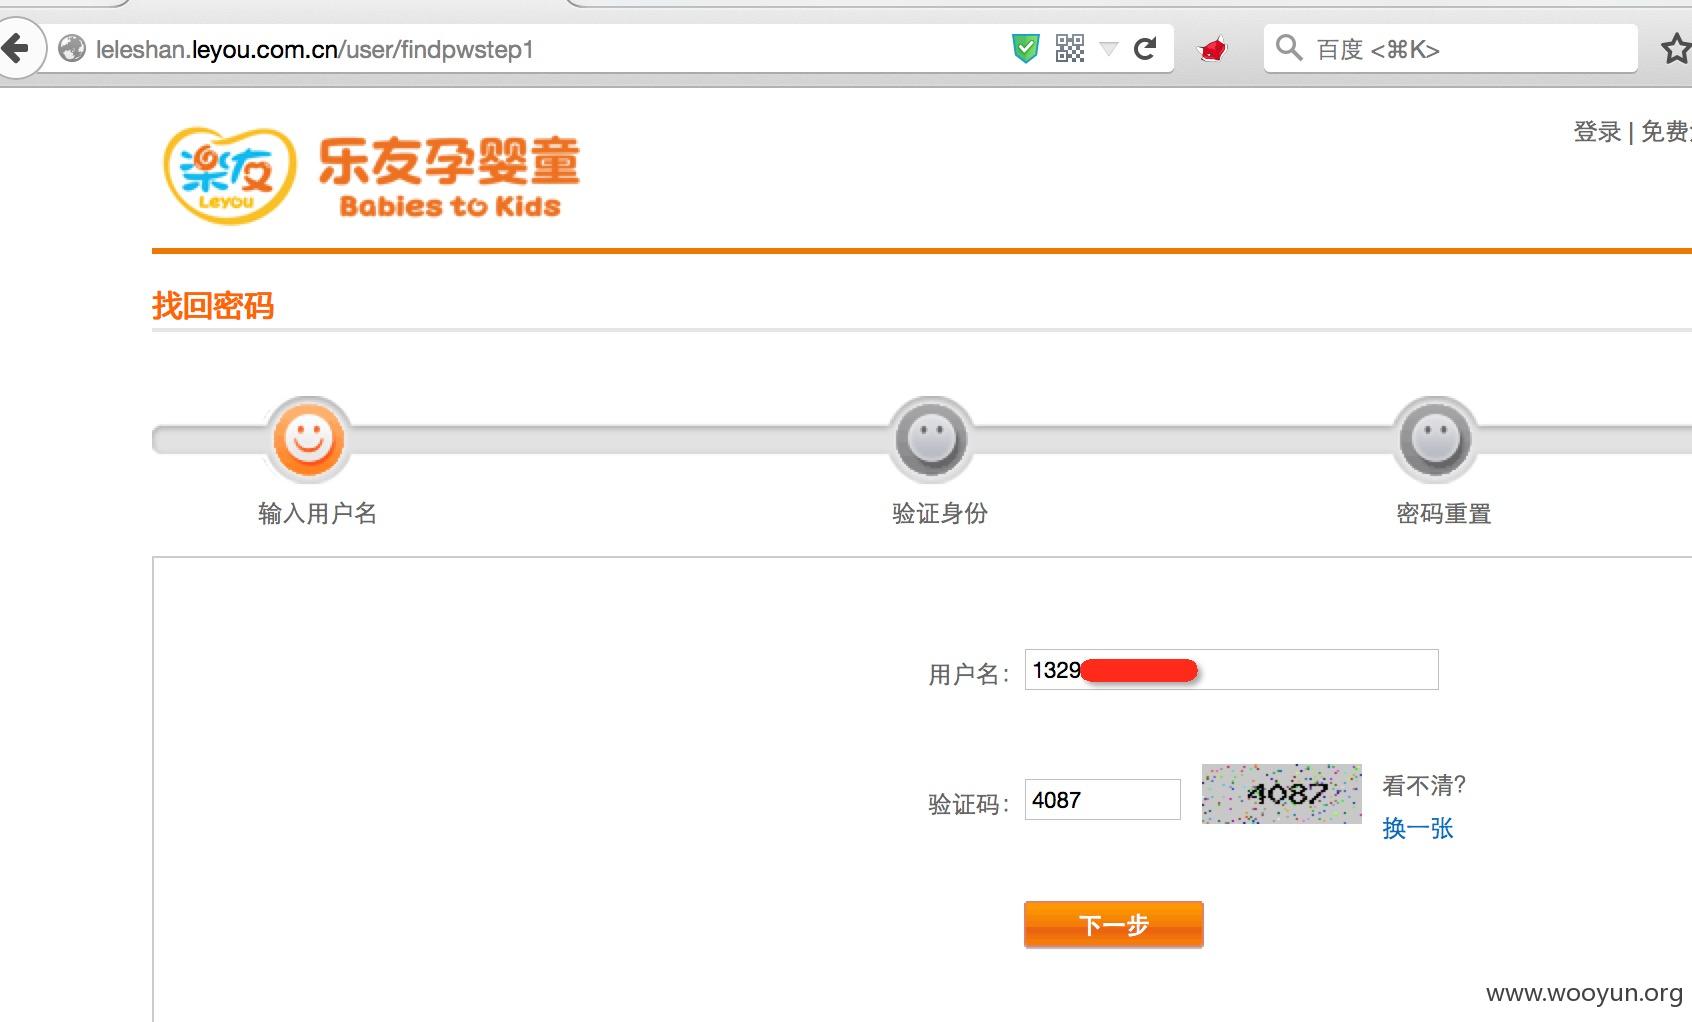 leleshan.leyou.com.cn/user/findpwstep1
百度 <⌘K>
登录 | 免费
樂友
Leyou
乐友孕婴童
Babies to Kids
找回密码
输入用户名
验证身份
密码重置
用户名：
1329
验证码：
4087
4087
看不清?
换一张
下一步
www.wooyun.org